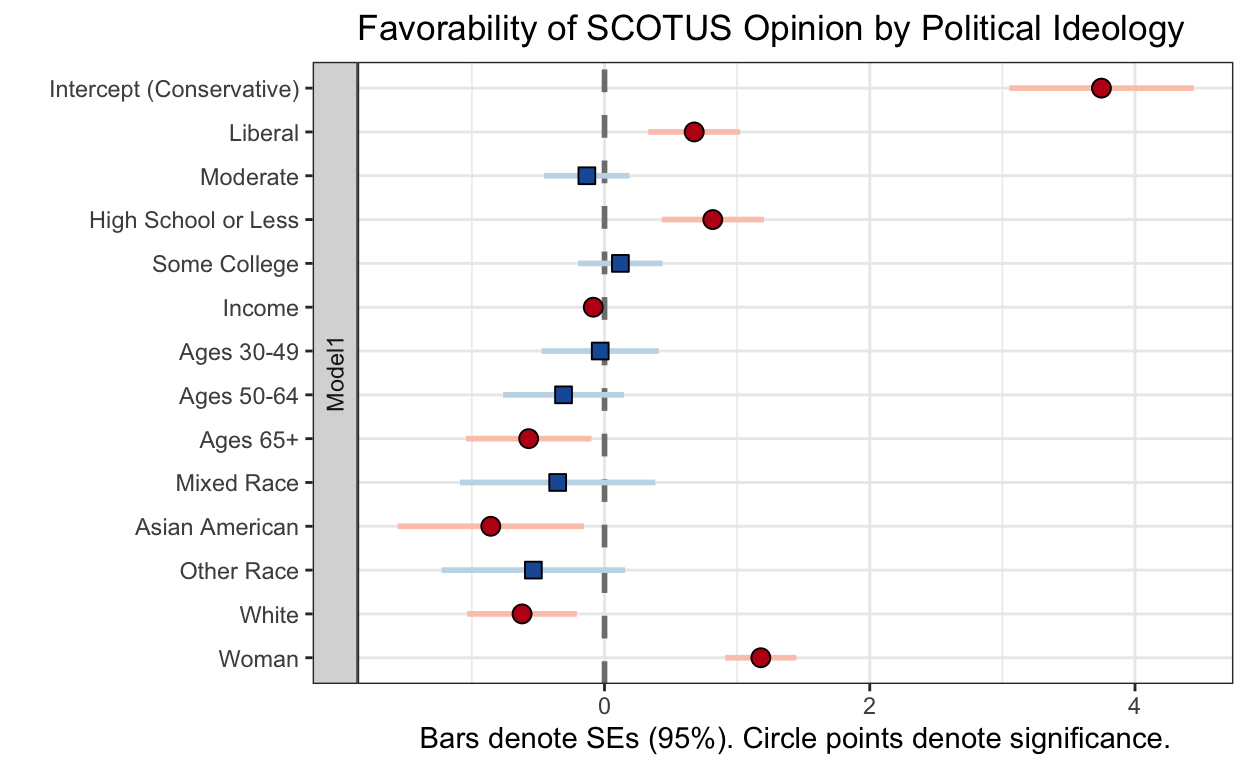 Favorability of SCOTUS Opinion by Political Ideology
Intercept (Conservative)
Liberal
Moderate
High School or Less
Some College
Income
Ages 30-49
Ages 50-64
Ages 65+
Mixed Race
Asian American
Other Race
White
Woman
Model1
0 2 4
Bars denote SEs (95%). Circle points denote significance.